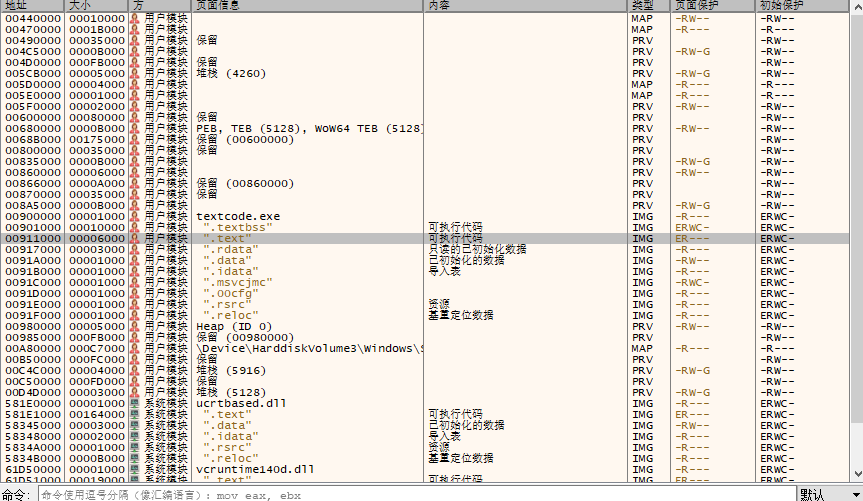 地址 大小 方 页面信息 内容 类型 页面保护 初始保护
00440000 00010000 用户模块 MAP -RW-- -RW--
00470000 0001B000 用户模块 MAP -R--- -R---
00490000 00035000 用户模块 保留 PRV -RW--
004C5000 0000B000 用户模块 PRV -RW-G -RW--
004D0000 000FB000 用户模块 保留 PRV -RW--
005CB000 00005000 用户模块 堆栈 (4260) PRV -RW-G -RW--
005D0000 00004000 用户模块 MAP -R--- -R---
005E0000 00001000 用户模块 PRV -R--- -R---
005F0000 00002000 用户模块 PRV -RW-- -RW--
00600000 00080000 用户模块 保留 PRV -RW--
00680000 0000B000 用户模块 PEB, TEB (5128), WoW64 TEB (5128) PRV -RW-- -RW--
0068B000 00175000 用户模块 保留 (00600000) PRV -RW--
00800000 00035000 用户模块 保留 PRV -RW--
00835000 0000B000 用户模块 PRV -RW-G -RW--
00860000 00006000 用户模块 PRV -RW-- -RW--
00866000 0000A000 用户模块 保留 (00860000) PRV -RW--
00870000 00035000 用户模块 保留 PRV -RW--
008A5000 0000B000 用户模块 PRV -RW-G -RW--
00900000 00001000 用户模块 textcode.exe IMG -R--- ERWC-
00901000 00010000 用户模块 ".textbss" 可执行代码 IMG ERWC- ERWC-
00911000 00006000 用户模块 ".text" 可执行代码 IMG ER--- ERWC-
00917000 00003000 用户模块 ".rdata" 只读的已初始化数据 IMG -R--- ERWC-
0091A000 00001000 用户模块 ".data" 已初始化的数据 IMG -RW-- ERWC-
0091B000 00001000 用户模块 ".idata" 导入表 IMG -R--- ERWC-
0091C000 00001000 用户模块 ".msvcjmc" IMG -RWC- ERWC-
0091D000 00001000 用户模块 ".00cfg" IMG -R--- ERWC-
0091E000 00001000 用户模块 ".rsrc" 资源 IMG -R--- ERWC-
0091F000 00001000 用户模块 ".reloc" 基重定位数据 IMG -R--- ERWC-
00980000 00005000 用户模块 Heap (ID 0) PRV -RW-- -RW--
00985000 000FB000 用户模块 保留 (00980000) PRV -RW--
00A80000 000C7000 用户模块 \Device\HarddiskVolume3\Windows\S MAP -R--- -R---
00B50000 000FC000 用户模块 保留 PRV -RW--
00C4C000 00004000 用户模块 堆栈 (5916) PRV -RW-G -RW--
00C50000 000FD000 用户模块 保留 PRV -RW--
00D4D000 00003000 用户模块 堆栈 (5128) PRV -RW-G -RW--
581E0000 00001000 系统模块 ucrtbased.dll IMG -R--- ERWC-
581E1000 00164000 系统模块 ".text" 可执行代码 IMG ER--- ERWC-
58345000 00003000 系统模块 ".data" 已初始化的数据 IMG -RW-- ERWC-
58348000 00002000 系统模块 ".idata" 导入表 IMG -R--- ERWC-
5834A000 00001000 系统模块 ".rsrc" 资源 IMG -R--- ERWC-
5834B000 0000B000 系统模块 ".reloc" 基重定位数据 IMG -R--- ERWC-
61D50000 00001000 系统模块 vcruntime140d.dll IMG -R--- ERWC-
61D51000 00019000 系统模块 ".text" 可执行代码 IMG ER--- ERWC-
命令: 命令使用逗号分隔（像汇编语言）: mov eax, ebx 默认